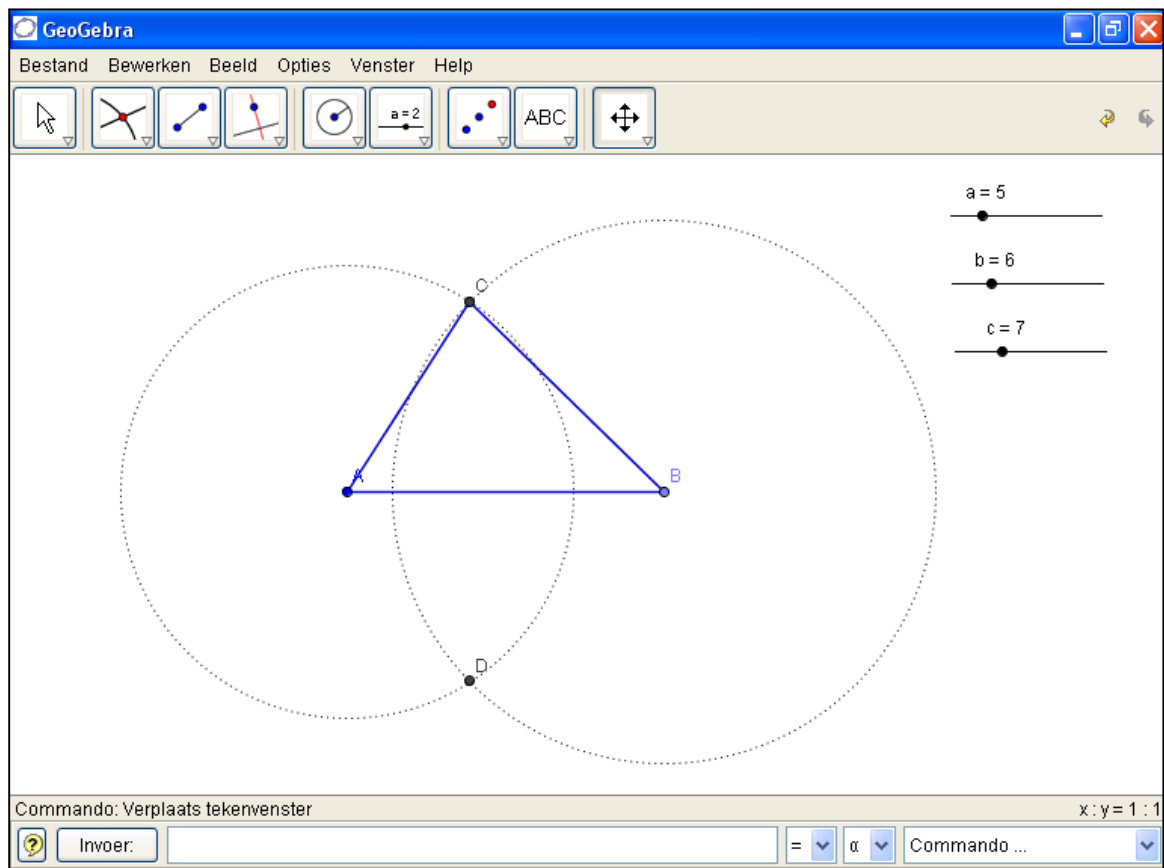 GeoGebra
Bestand Bewerken Beeld Opties Venster Help
a = 2
ABC
a = 5
b = 6
c = 7
C
A
B
D
Commando: Verplaats tekenvenster
x : y = 1 : 1
Invoer:
=
α
Commando ...